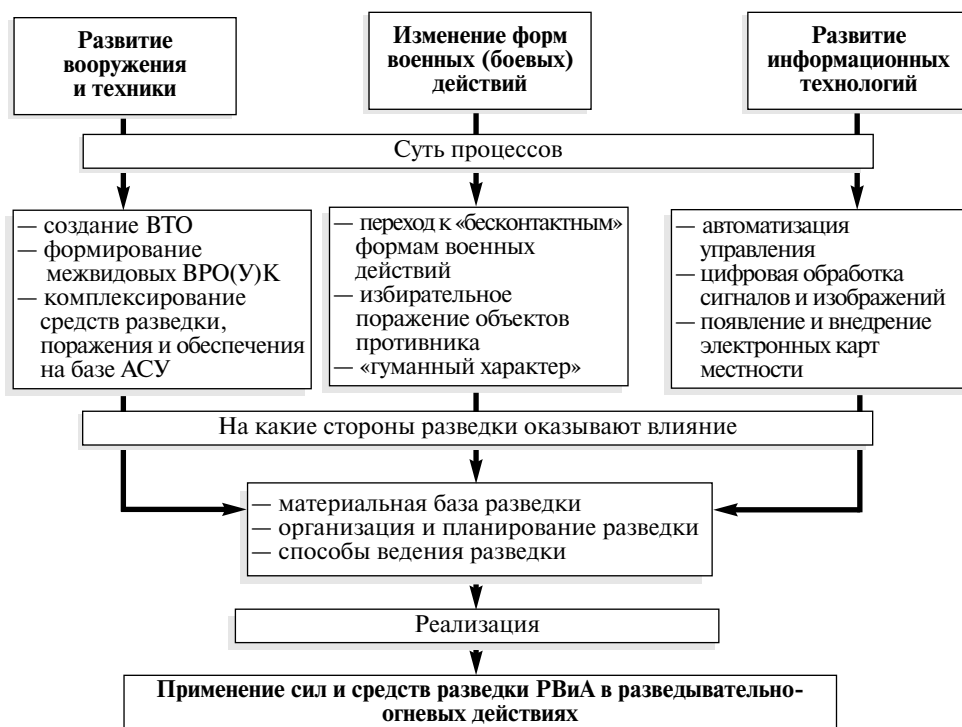 Развитие
вооружения
и техники
Изменение форм
военных (боевых)
действий
Развитие
информационных
технологий
Суть процессов
— создание ВТО
— формирование
межвидовых ВРО(У)К
— комплексирование
средств разведки,
поражения и обеспечения
на базе АСУ
— переход к «бесконтактным»
формам военных
действий
— избирательное
поражение объектов
противника
— «гуманный характер»
— автоматизация
управления
— цифровая обработка
сигналов и изображений
— появление и внедрение
электронных карт
местности
На какие стороны разведки оказывают влияние
— материальная база разведки
— организация и планирование разведки
— способы ведения разведки
Реализация
Применение сил и средств разведки РВиА в разведывательно-
огневых действиях